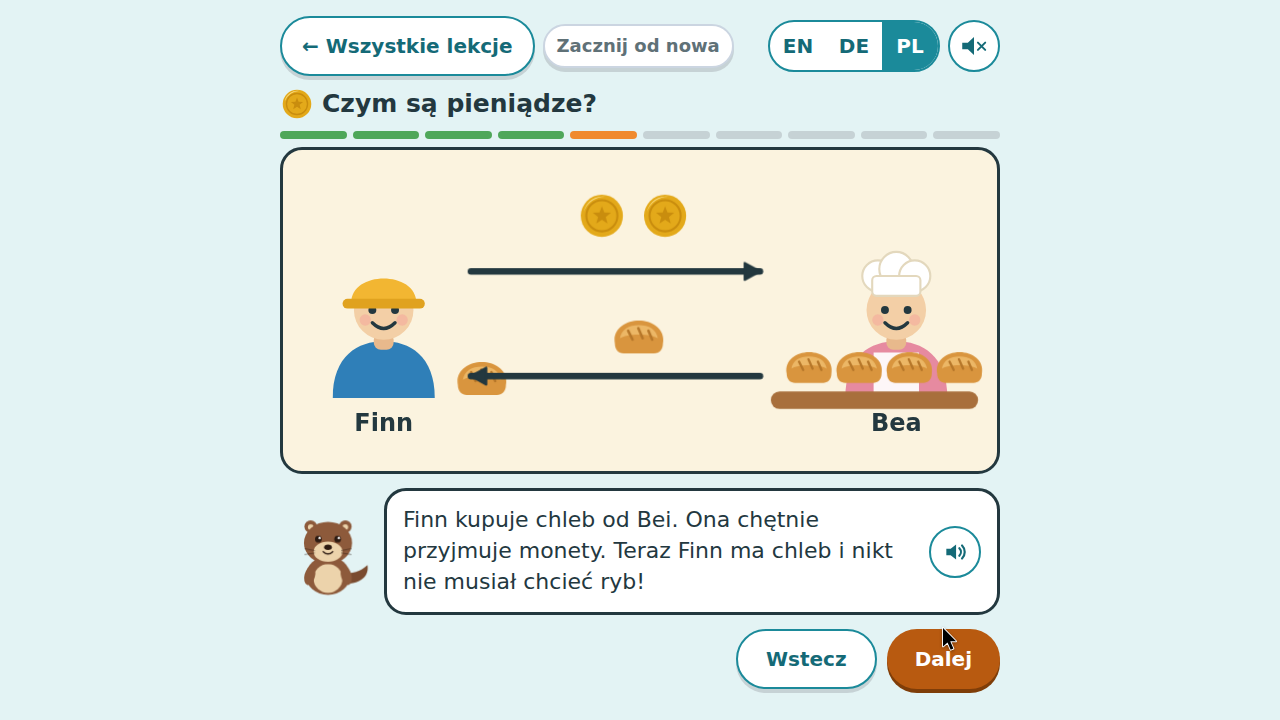 ← Wszystkie lekcje
Zacznij od nowa
EN DE PL
Czym są pieniądze?
Finn
Bea
Finn kupuje chleb od Bei. Ona chętnie
przyjmuje monety. Teraz Finn ma chleb i nikt
nie musiał chcieć ryb!
Wstecz
Dalej